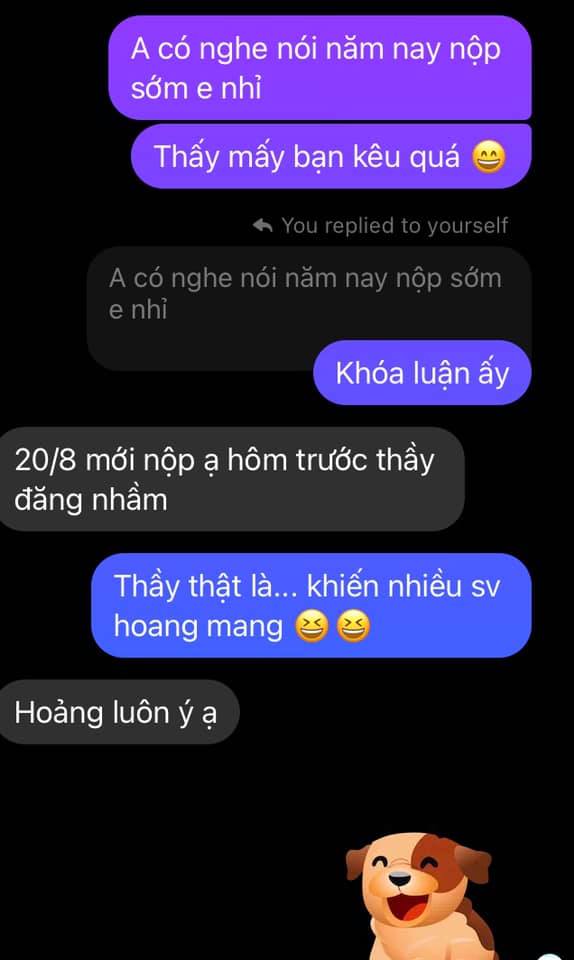 A có nghe nói năm nay nộp
sớm e nhỉ
Thấy mấy bạn kêu quá 😄
You replied to yourself
A có nghe nói năm nay nộp sớm
e nhỉ
Khóa luận ấy
20/8 mới nộp ạ hôm trước thầy
đăng nhầm
Thầy thật là... khiến nhiều sv
hoang mang 😆 😆
Hoảng luôn ý ạ